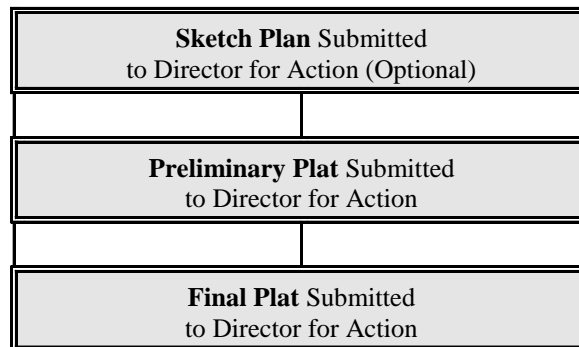 Sketch Plan Submitted
to Director for Action (Optional)
Preliminary Plat Submitted
to Director for Action
Final Plat Submitted
to Director for Action